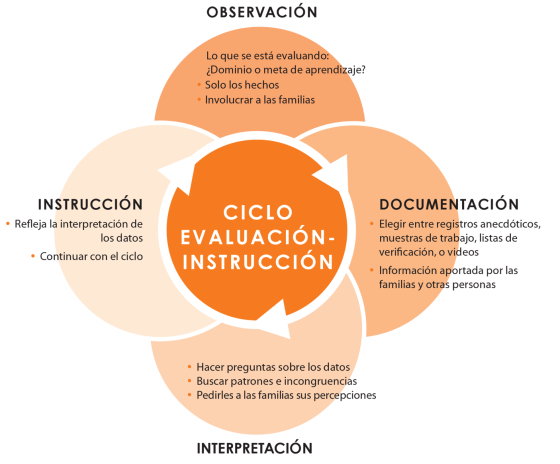 OBSERVACIÓN
Lo que se está evaluando:
¿Dominio o meta de aprendizaje?
• Solo los hechos
• Involucrar a las familias
INSTRUCCIÓN
• Refleja la interpretación de
los datos
• Continuar con el ciclo
CICLO
EVALUACIÓN-
INSTRUCCIÓN
DOCUMENTACIÓN
• Elegir entre registros anecdóticos,
muestras de trabajo, listas de
verificación, o videos
• Información aportada por las
familias y otras personas
• Hacer preguntas sobre los datos
• Buscar patrones e incongruencias
• Pedirles a las familias sus percepciones
INTERPRETACIÓN